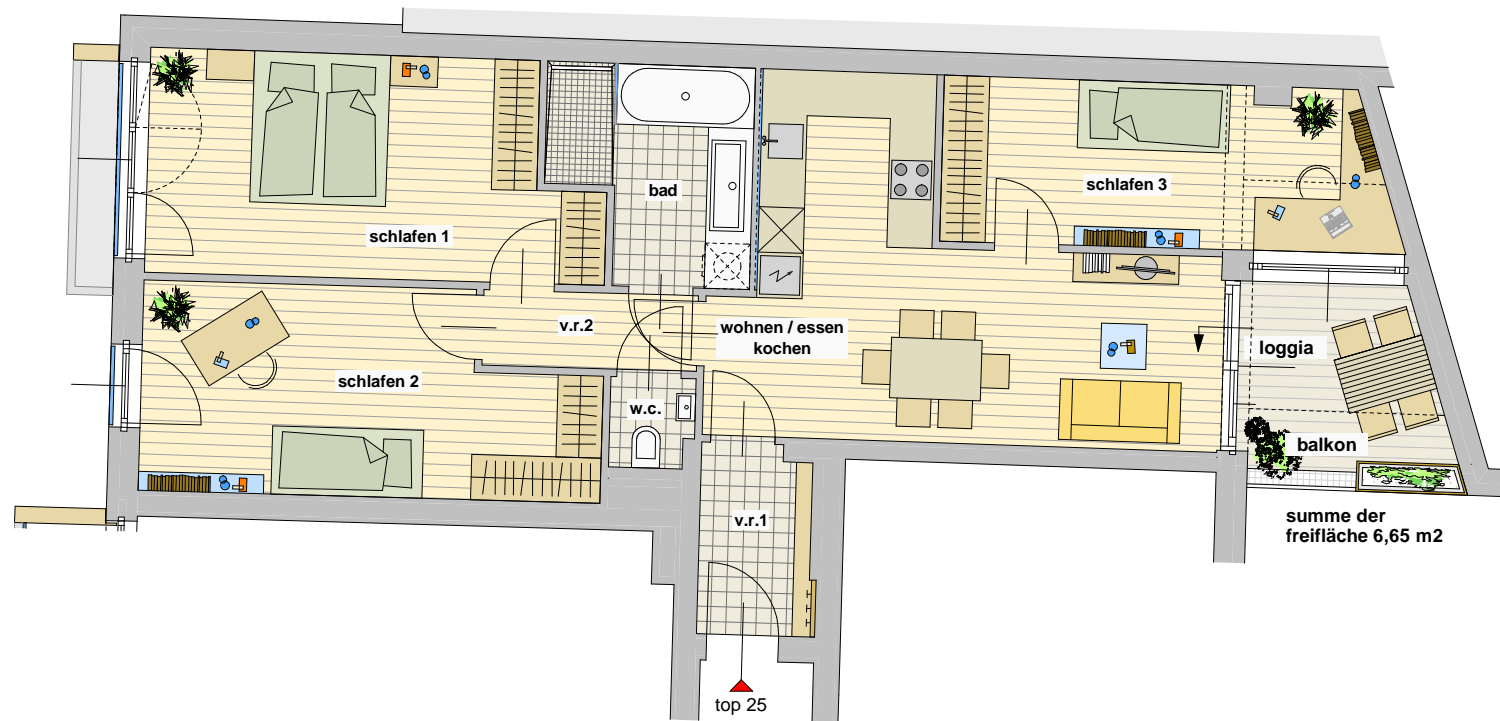 schlafen 1
bad
schlafen 3
v.r.2
wohnen / essen
kochen
loggia
schlafen 2
w.c.
balkon
v.r.1
summe der
freifläche 6,65 m2
top 25